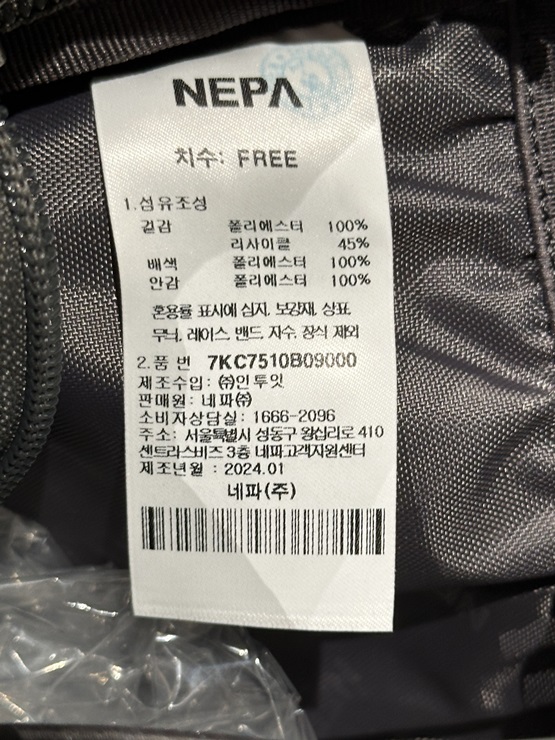 NEPA
치수: FREE
1.섬유조성
겉감 폴리에스터 100%
리사이클 45%
배색 폴리에스터 100%
안감 폴리에스터 100%
혼용률 표시에 심지, 보강재, 상표,
무늬, 레이스, 밴드, 자수, 장식 제외
2.품 번 7KC7510B09000
제조수입 : ㈜인투잇
판매원 : 네파㈜
소비자상담실 : 1666-2096
주소: 서울특별시 성동구 왕십리로 410
센트라스비즈 3층 네파고객지원센터
제조년월 : 2024.01
네파(주)